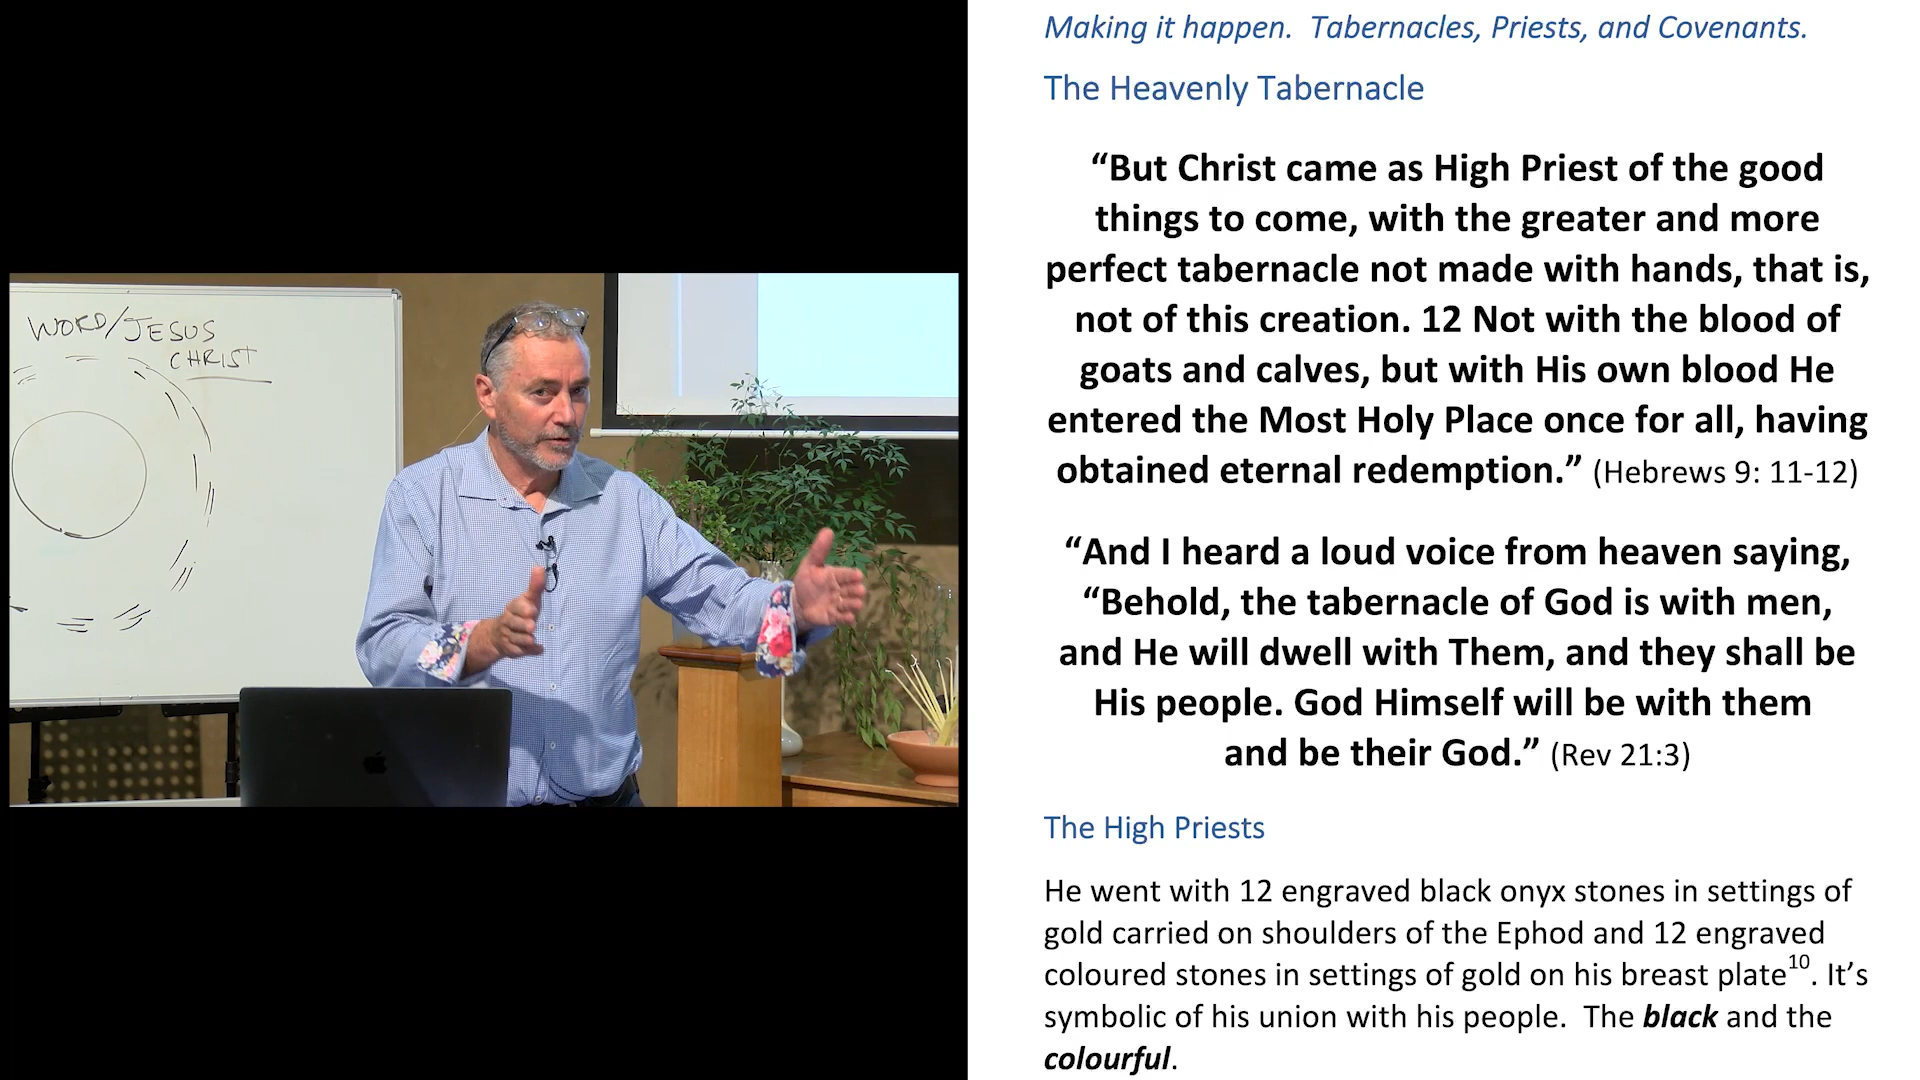 WORD/JESUS
CHRIST
Making it happen.  Tabernacles, Priests, and Covenants.
The Heavenly Tabernacle
“But Christ came as High Priest of the good
things to come, with the greater and more
perfect tabernacle not made with hands, that is,
not of this creation. 12 Not with the blood of
goats and calves, but with His own blood He
entered the Most Holy Place once for all, having
obtained eternal redemption.” (Hebrews 9: 11-12)
“And I heard a loud voice from heaven saying,
“Behold, the tabernacle of God is with men,
and He will dwell with Them, and they shall be
His people. God Himself will be with them
and be their God.” (Rev 21:3)
The High Priests
He went with 12 engraved black onyx stones in settings of
gold carried on shoulders of the Ephod and 12 engraved
coloured stones in settings of gold on his breast plate10. It’s
symbolic of his union with his people.  The black and the
colourful.